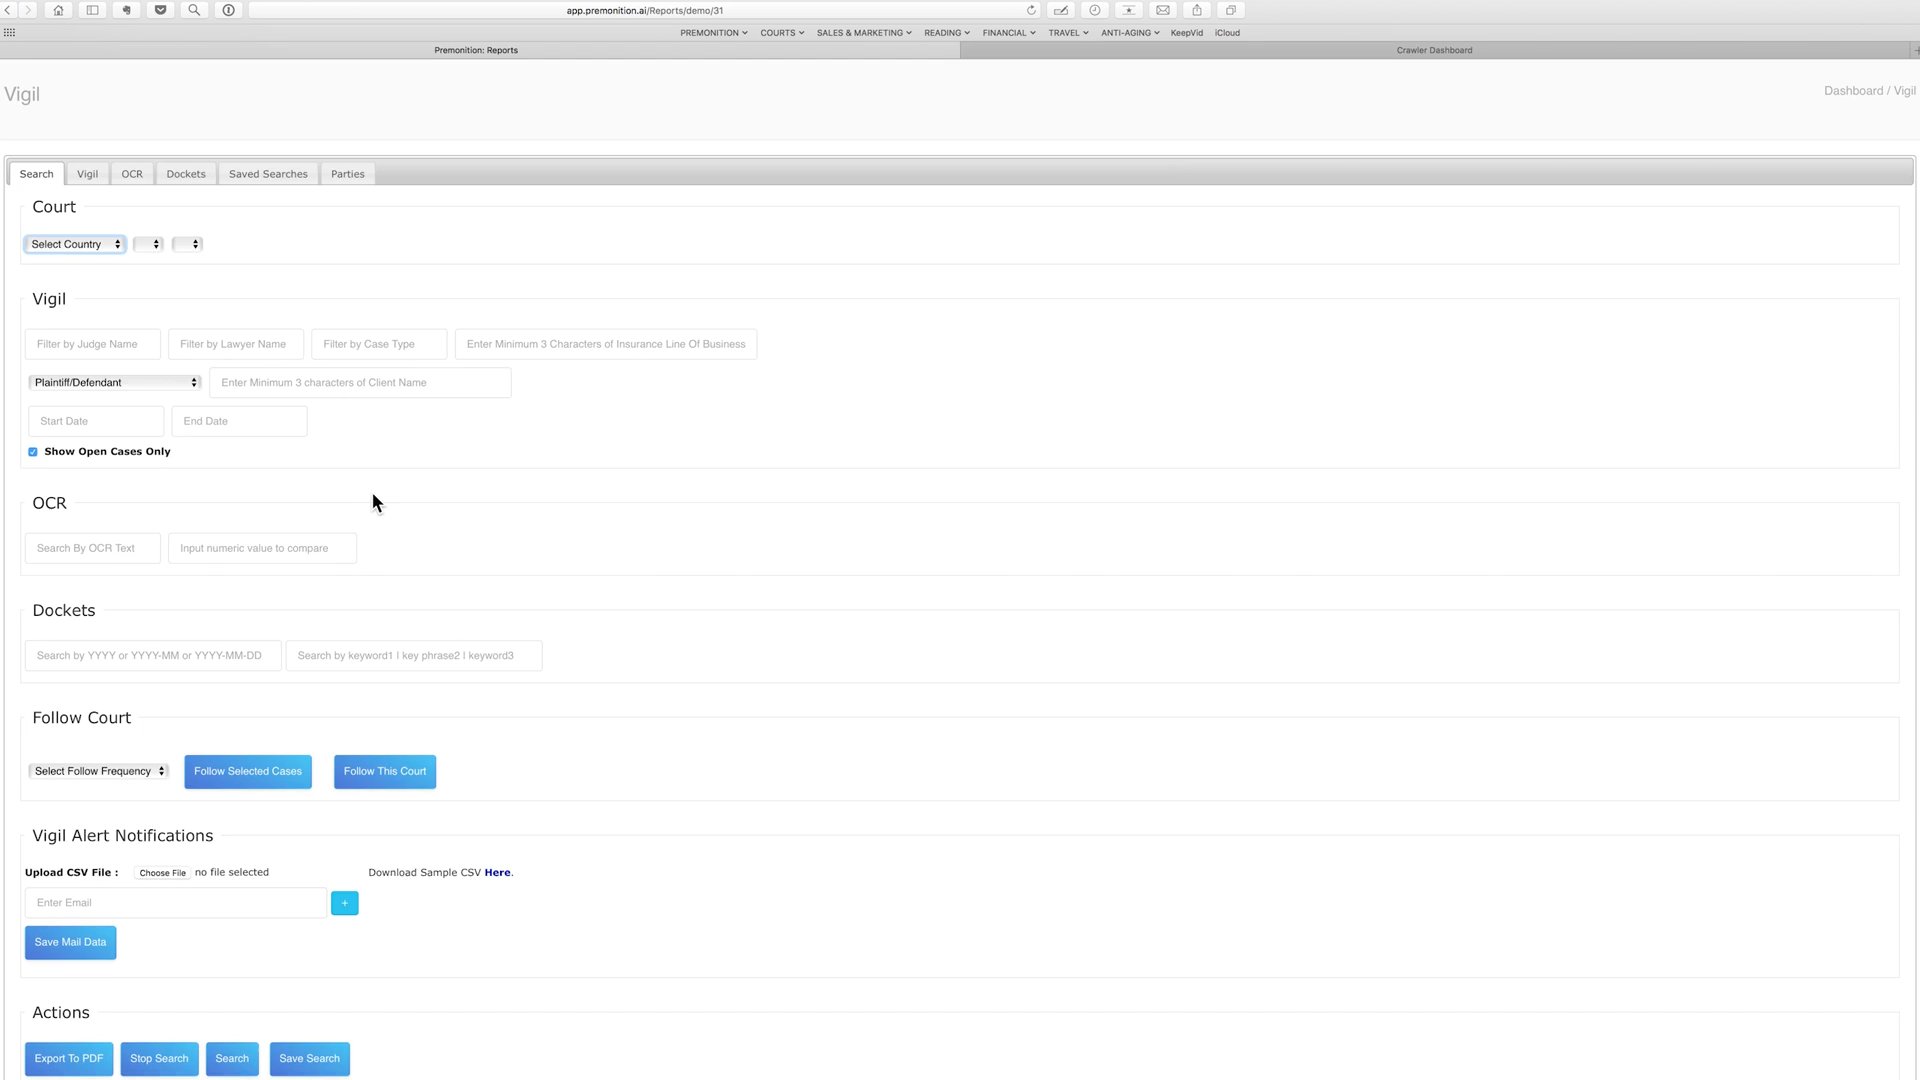 app.premonition.ai/Reports/demo/31
PREMONITION COURTS SALES & MARKETING READING FINANCIAL TRAVEL ANTI-AGING KeepVid iCloud
Premonition: Reports Crawler Dashboard
Vigil Dashboard / Vigil
Search Vigil OCR Dockets Saved Searches Parties
Court
Select Country
Vigil
Filter by Judge Name Filter by Lawyer Name Filter by Case Type Enter Minimum 3 Characters of Insurance Line Of Business
Plaintiff/Defendant Enter Minimum 3 characters of Client Name
Start Date End Date
Show Open Cases Only
OCR
Search By OCR Text Input numeric value to compare
Dockets
Search by YYYY or YYYY-MM or YYYY-MM-DD Search by keyword1 | key phrase2 | keyword3
Follow Court
Select Follow Frequency Follow Selected Cases Follow This Court
Vigil Alert Notifications
Upload CSV File : Choose File no file selected Download Sample CSV Here.
Enter Email +
Save Mail Data
Actions
Export To PDF Stop Search Search Save Search